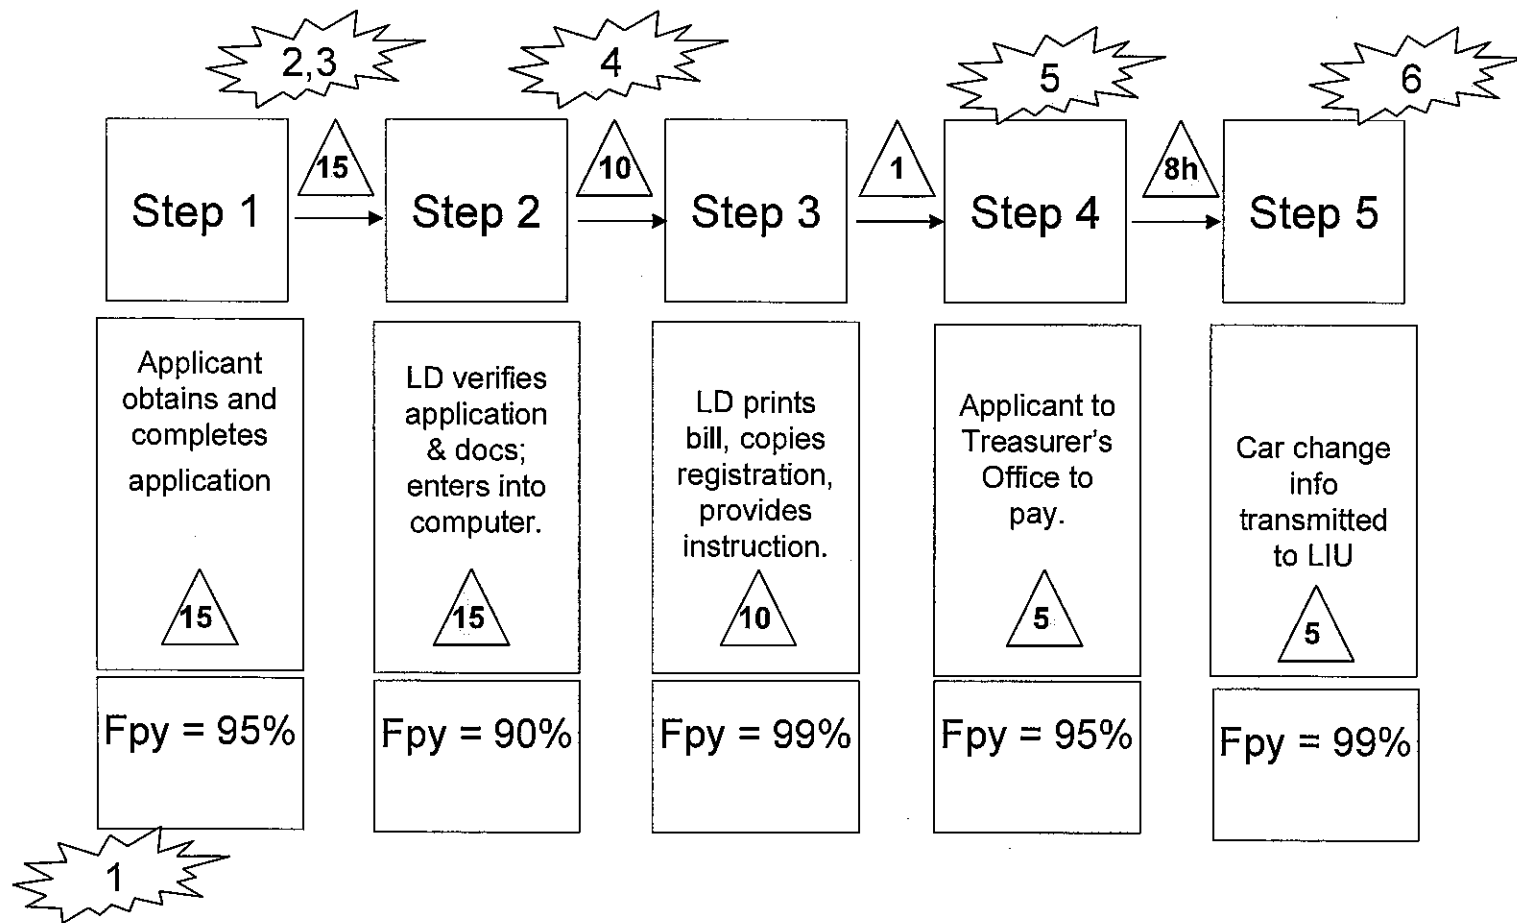 2,3
4
5
6
15
10
1
8h
Step 1
Step 2
Step 3
Step 4
Step 5
Applicant
obtains and
completes
application
15
LD verifies
application
& docs;
enters into
computer.
15
LD prints
bill, copies
registration,
provides
instruction.
10
Applicant to
Treasurer's
Office to
pay.
5
Car change
info
transmitted
to LIU
5
Fpy = 95%
Fpy = 90%
Fpy = 99%
Fpy = 95%
Fpy = 99%
1